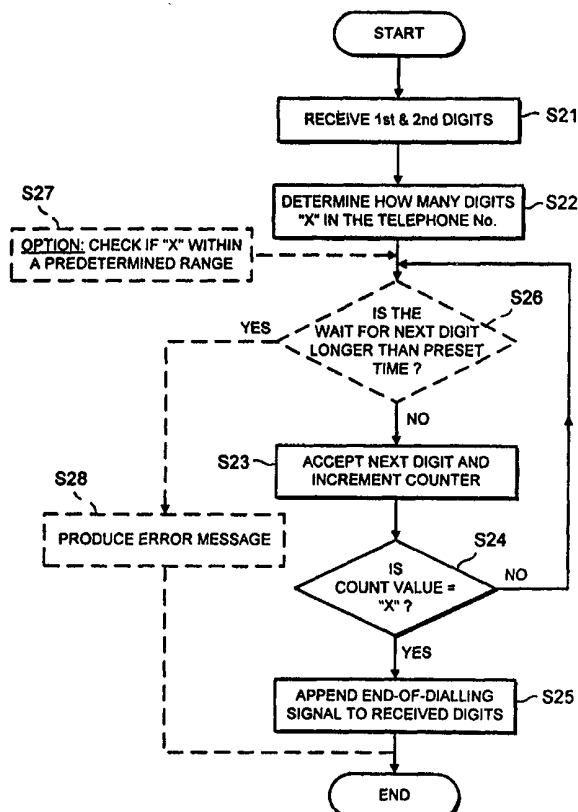 START
RECEIVE 1st & 2nd DIGITS
S21
S27
DETERMINE HOW MANY DIGITS
"X" IN THE TELEPHONE No.
S22
OPTION: CHECK IF "X" WITHIN
A PREDETERMINED RANGE
S26
YES
IS THE
WAIT FOR NEXT DIGIT
LONGER THAN PRESET
TIME ?
NO
S23
ACCEPT NEXT DIGIT AND
INCREMENT COUNTER
S28
PRODUCE ERROR MESSAGE
S24
IS
COUNT VALUE =
"X" ?
NO
YES
APPEND END-OF-DIALLING
SIGNAL TO RECEIVED DIGITS
S25
END